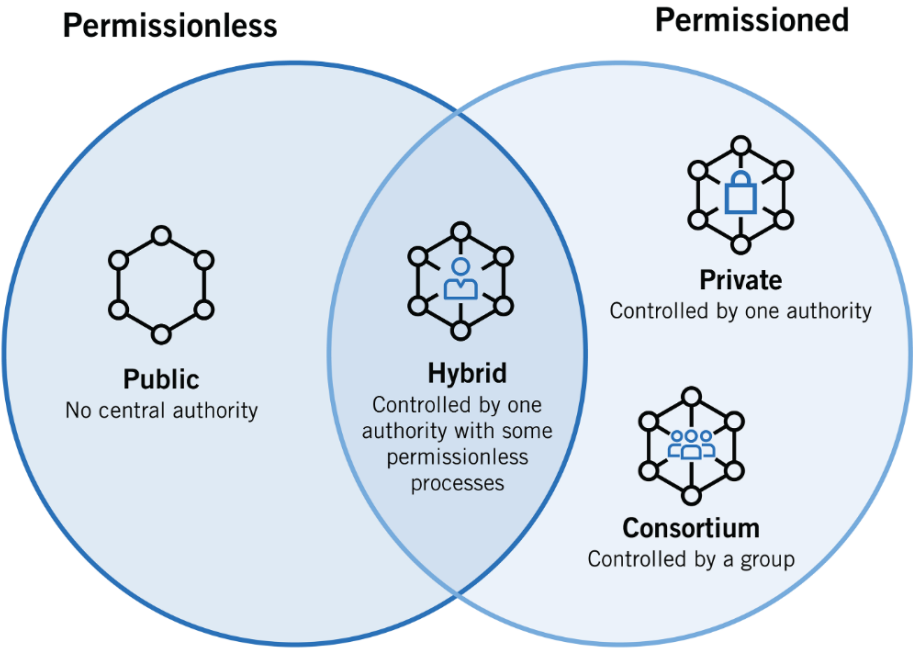 Permissionless
Permissioned
Public
No central authority
Hybrid
Controlled by one
authority with some
permissionless
processes
Private
Controlled by one authority
Consortium
Controlled by a group